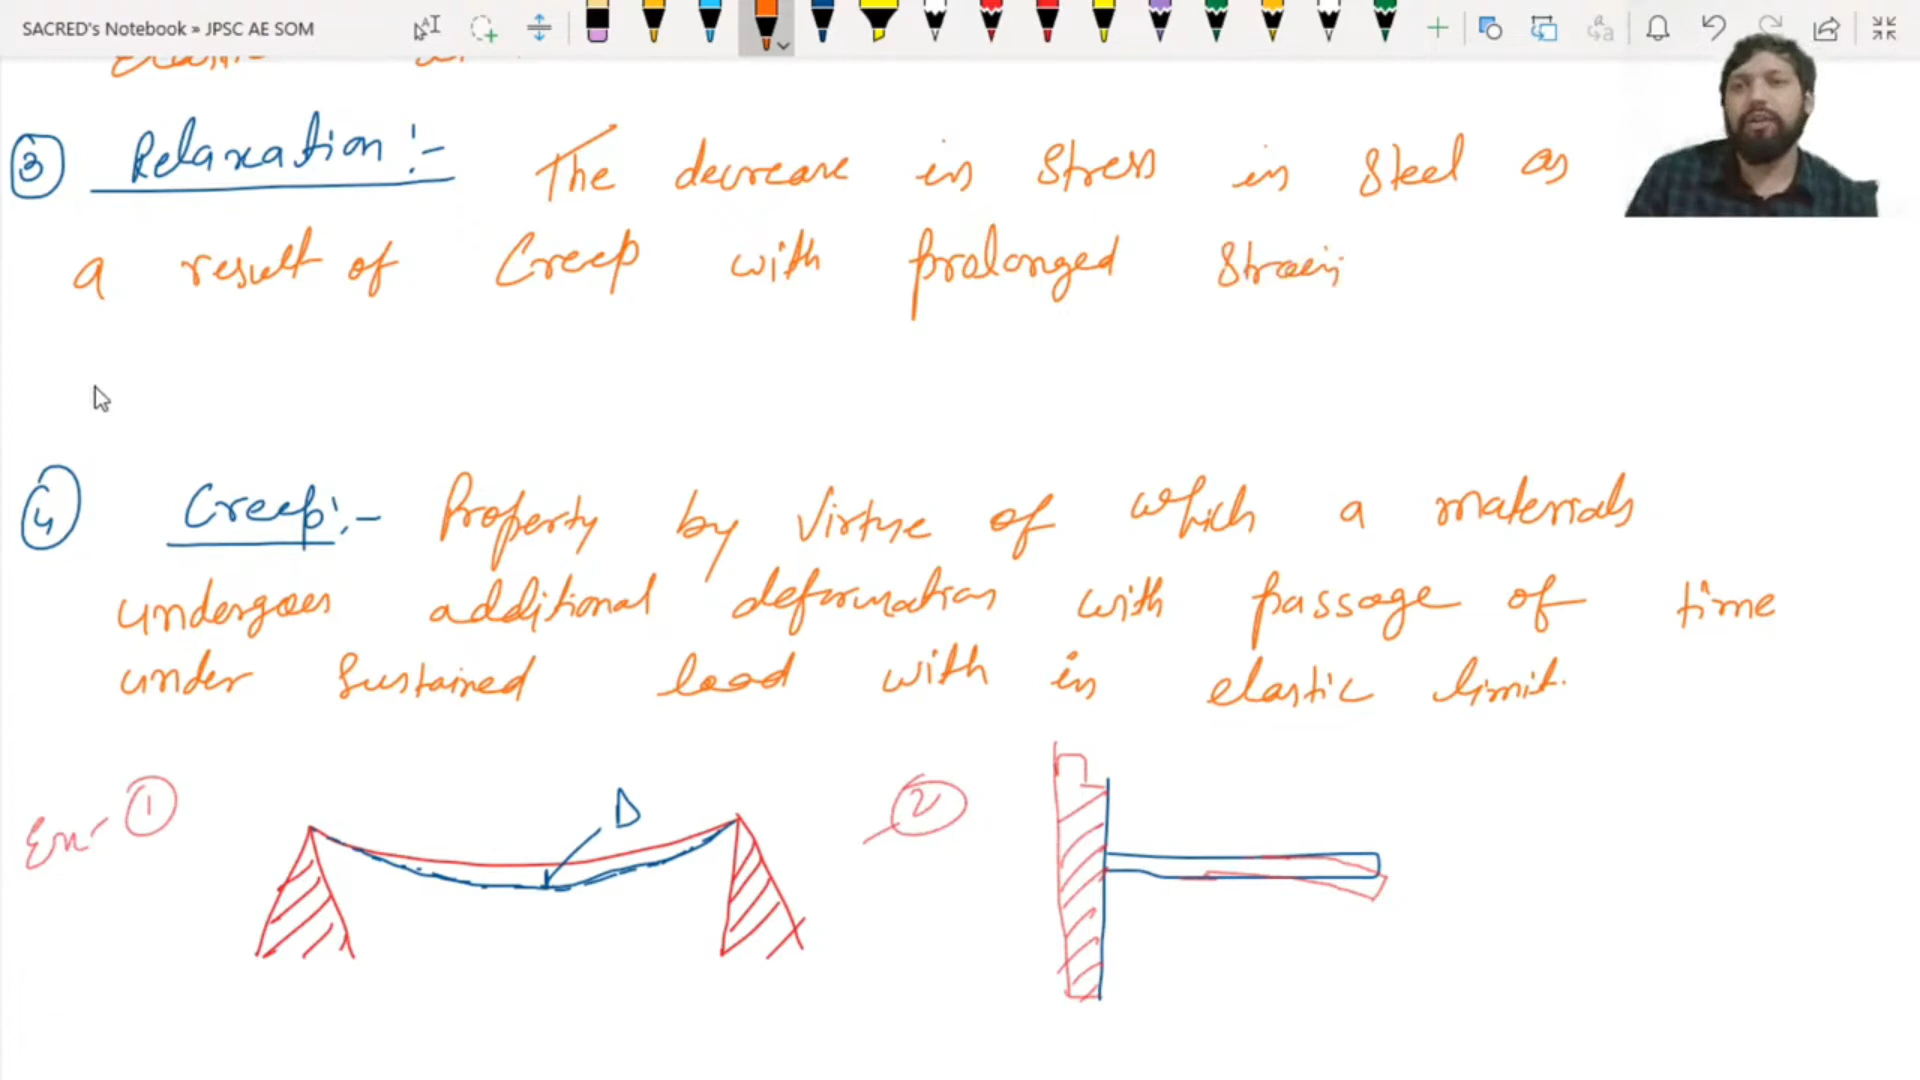 SACRED's Notebook » JPSC AE SOM
③ Relaxation :- The decrease in stress in steel as
a result of Creep with prolonged strain
④ Creep :- Property by virtue of which a materials
undergoes additional deformation with passage of time
under sustained load with in elastic limit.
Ex- ① D ②